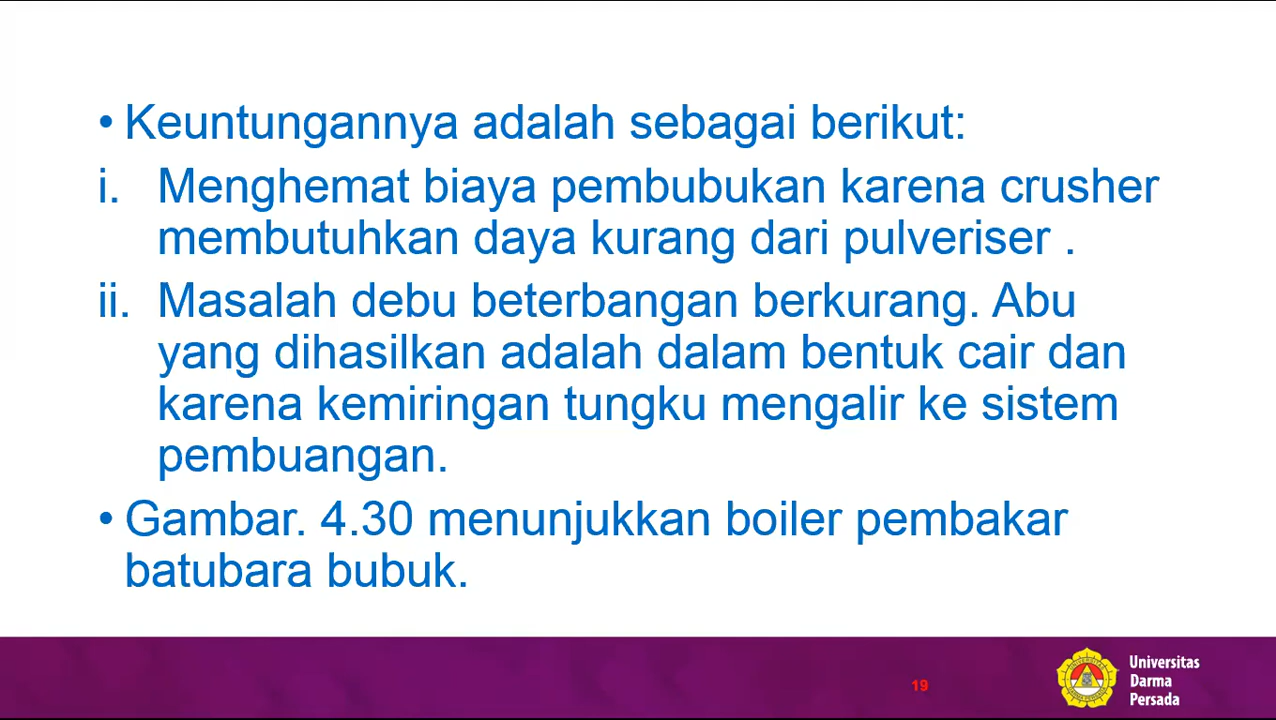 • Keuntungannya adalah sebagai berikut:
i. Menghemat biaya pembubukan karena crusher
membutuhkan daya kurang dari pulveriser .
ii. Masalah debu beterbangan berkurang. Abu
yang dihasilkan adalah dalam bentuk cair dan
karena kemiringan tungku mengalir ke sistem
pembuangan.
• Gambar. 4.30 menunjukkan boiler pembakar
batubara bubuk.
19
Universitas
Darma
Persada